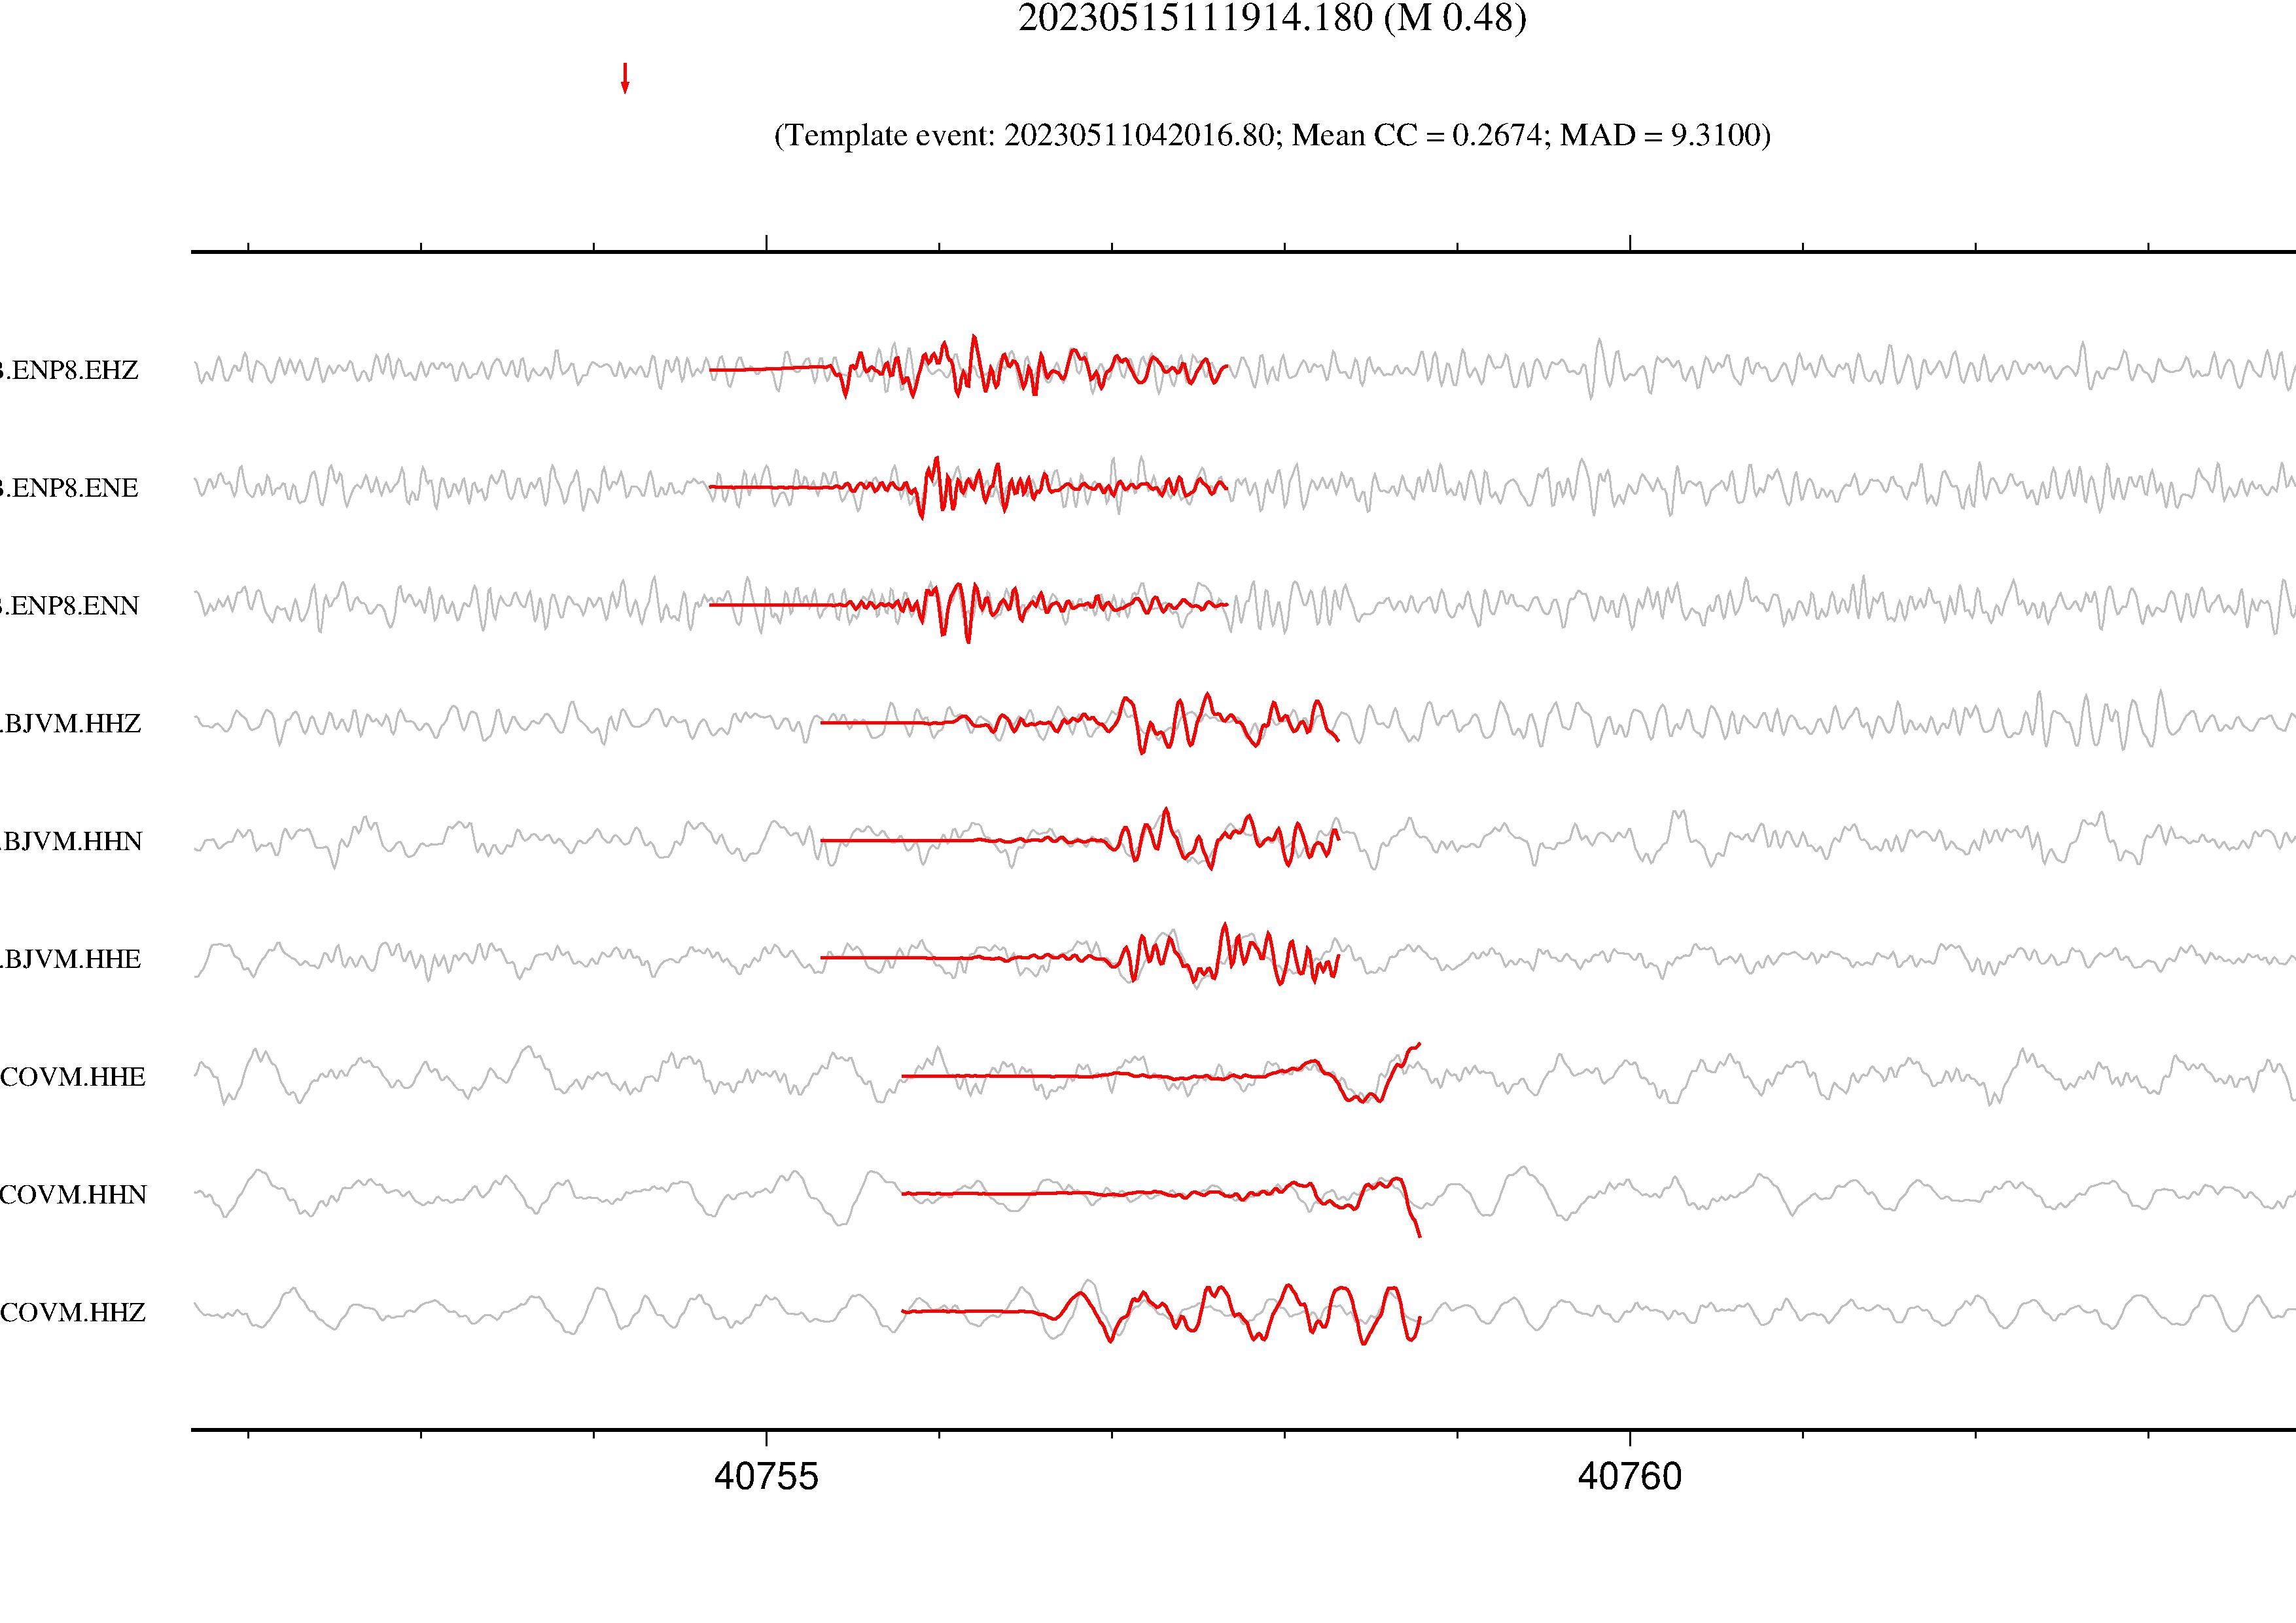 20230515111914.180 (M 0.48)
(Template event: 20230511042016.80; Mean CC = 0.2674; MAD = 9.3100)
.ENP8.EHZ
.ENP8.ENE
.ENP8.ENN
.BJVM.HHZ
.BJVM.HHN
.BJVM.HHE
COVM.HHE
COVM.HHN
COVM.HHZ
40755 40760